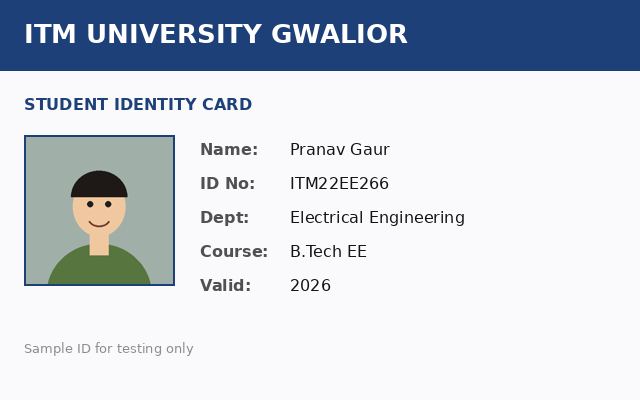 ITM UNIVERSITY GWALIOR
STUDENT IDENTITY CARD
Name: Pranav Gaur
ID No: ITM22EE266
Dept: Electrical Engineering
Course: B.Tech EE
Valid: 2026
Sample ID for testing only